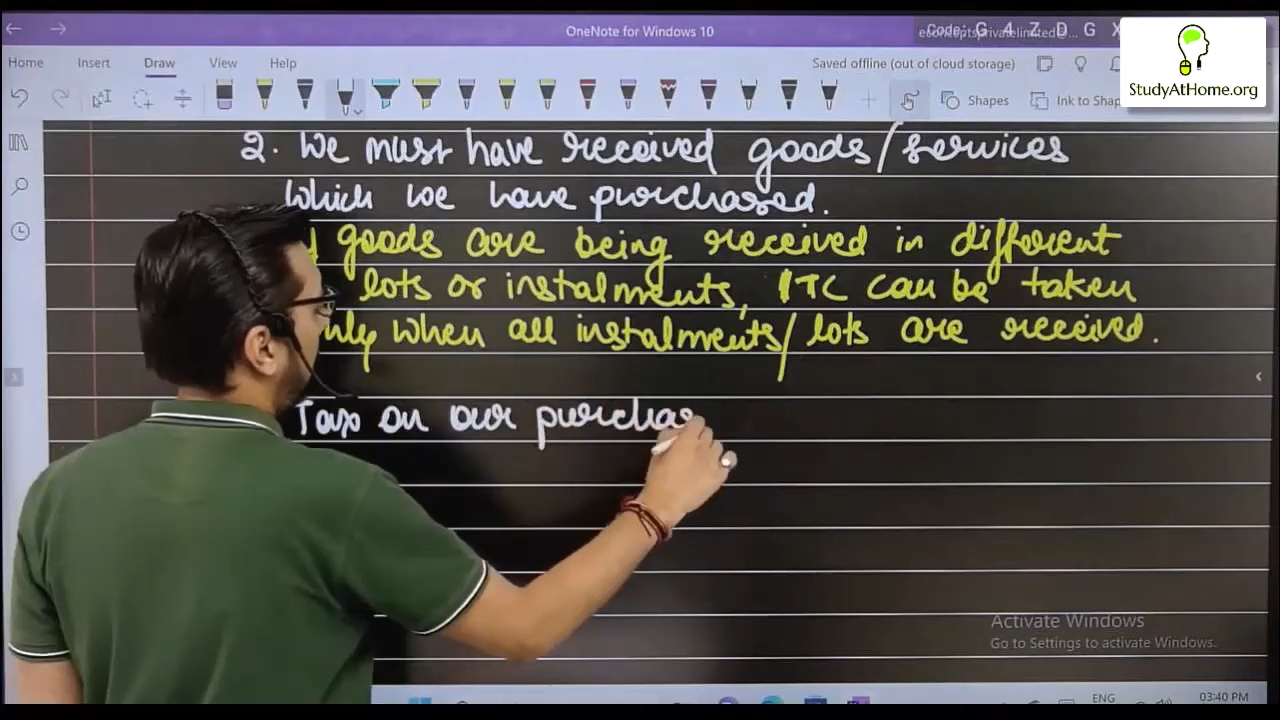 OneNote for Windows 10
Code: G 4 Z D G X
StudyAtHome.org
Home Insert Draw View Help
Saved offline (out of cloud storage)
Shapes
Ink to Shap
2. We must have received goods/services
which we have purchased.
goods are being received in different
lots or instalments, ITC can be taken
only when all instalments/lots are received.
Tax on our purchas
Activate Windows
Go to Settings to activate Windows.
ENG
03:40 PM